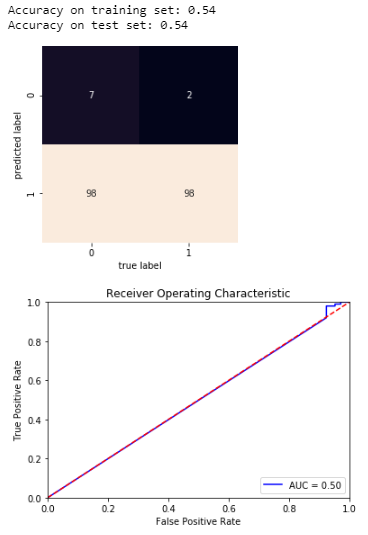 Accuracy on training set: 0.54
Accuracy on test set: 0.54
0
7
2
predicted label
1
98
98
0
1
true label
Receiver Operating Characteristic
1.0
0.8
0.6
True Positive Rate
0.4
0.2
AUC = 0.50
0.0
0.0 0.2 0.4 0.6 0.8 1.0
False Positive Rate